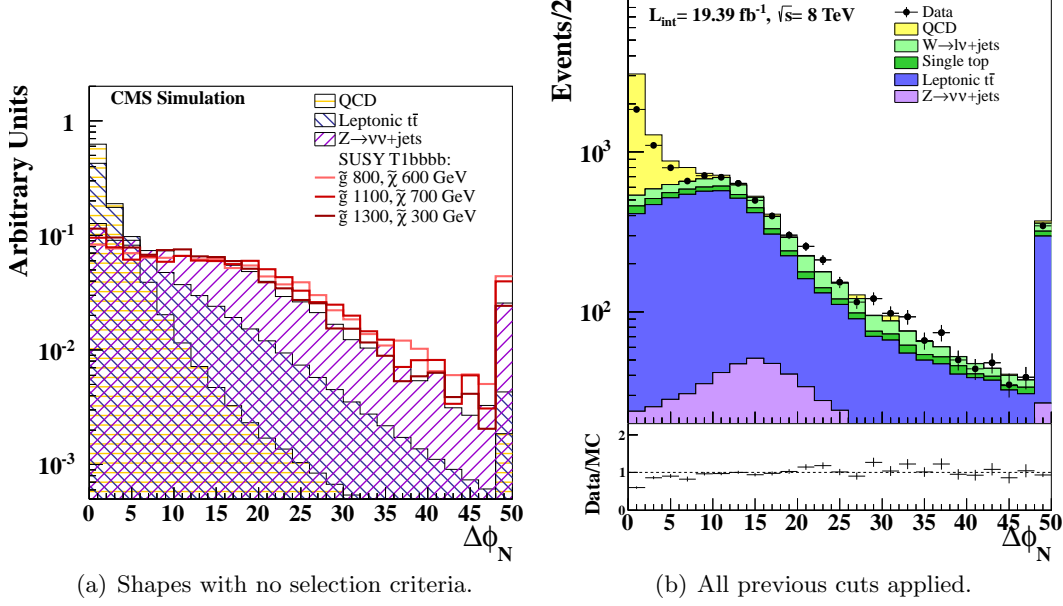 CMS Simulation
QCD
Leptonic tt̄
Z→νν+jets
SUSY T1bbbb:
g̃ 800, χ̃ 600 GeV
g̃ 1100, χ̃ 700 GeV
g̃ 1300, χ̃ 300 GeV
Arbitrary Units
1
10⁻¹
10⁻²
10⁻³
0 5 10 15 20 25 30 35 40 45 50
Δϕ_N
(a) Shapes with no selection criteria.
L_int= 19.39 fb⁻¹, √s= 8 TeV
Data
QCD
W→lν+jets
Single top
Leptonic tt̄
Z→νν+jets
Events/2
10³
10²
Data/MC
2
1
0
0 5 10 15 20 25 30 35 40 45 50
Δϕ_N
(b) All previous cuts applied.